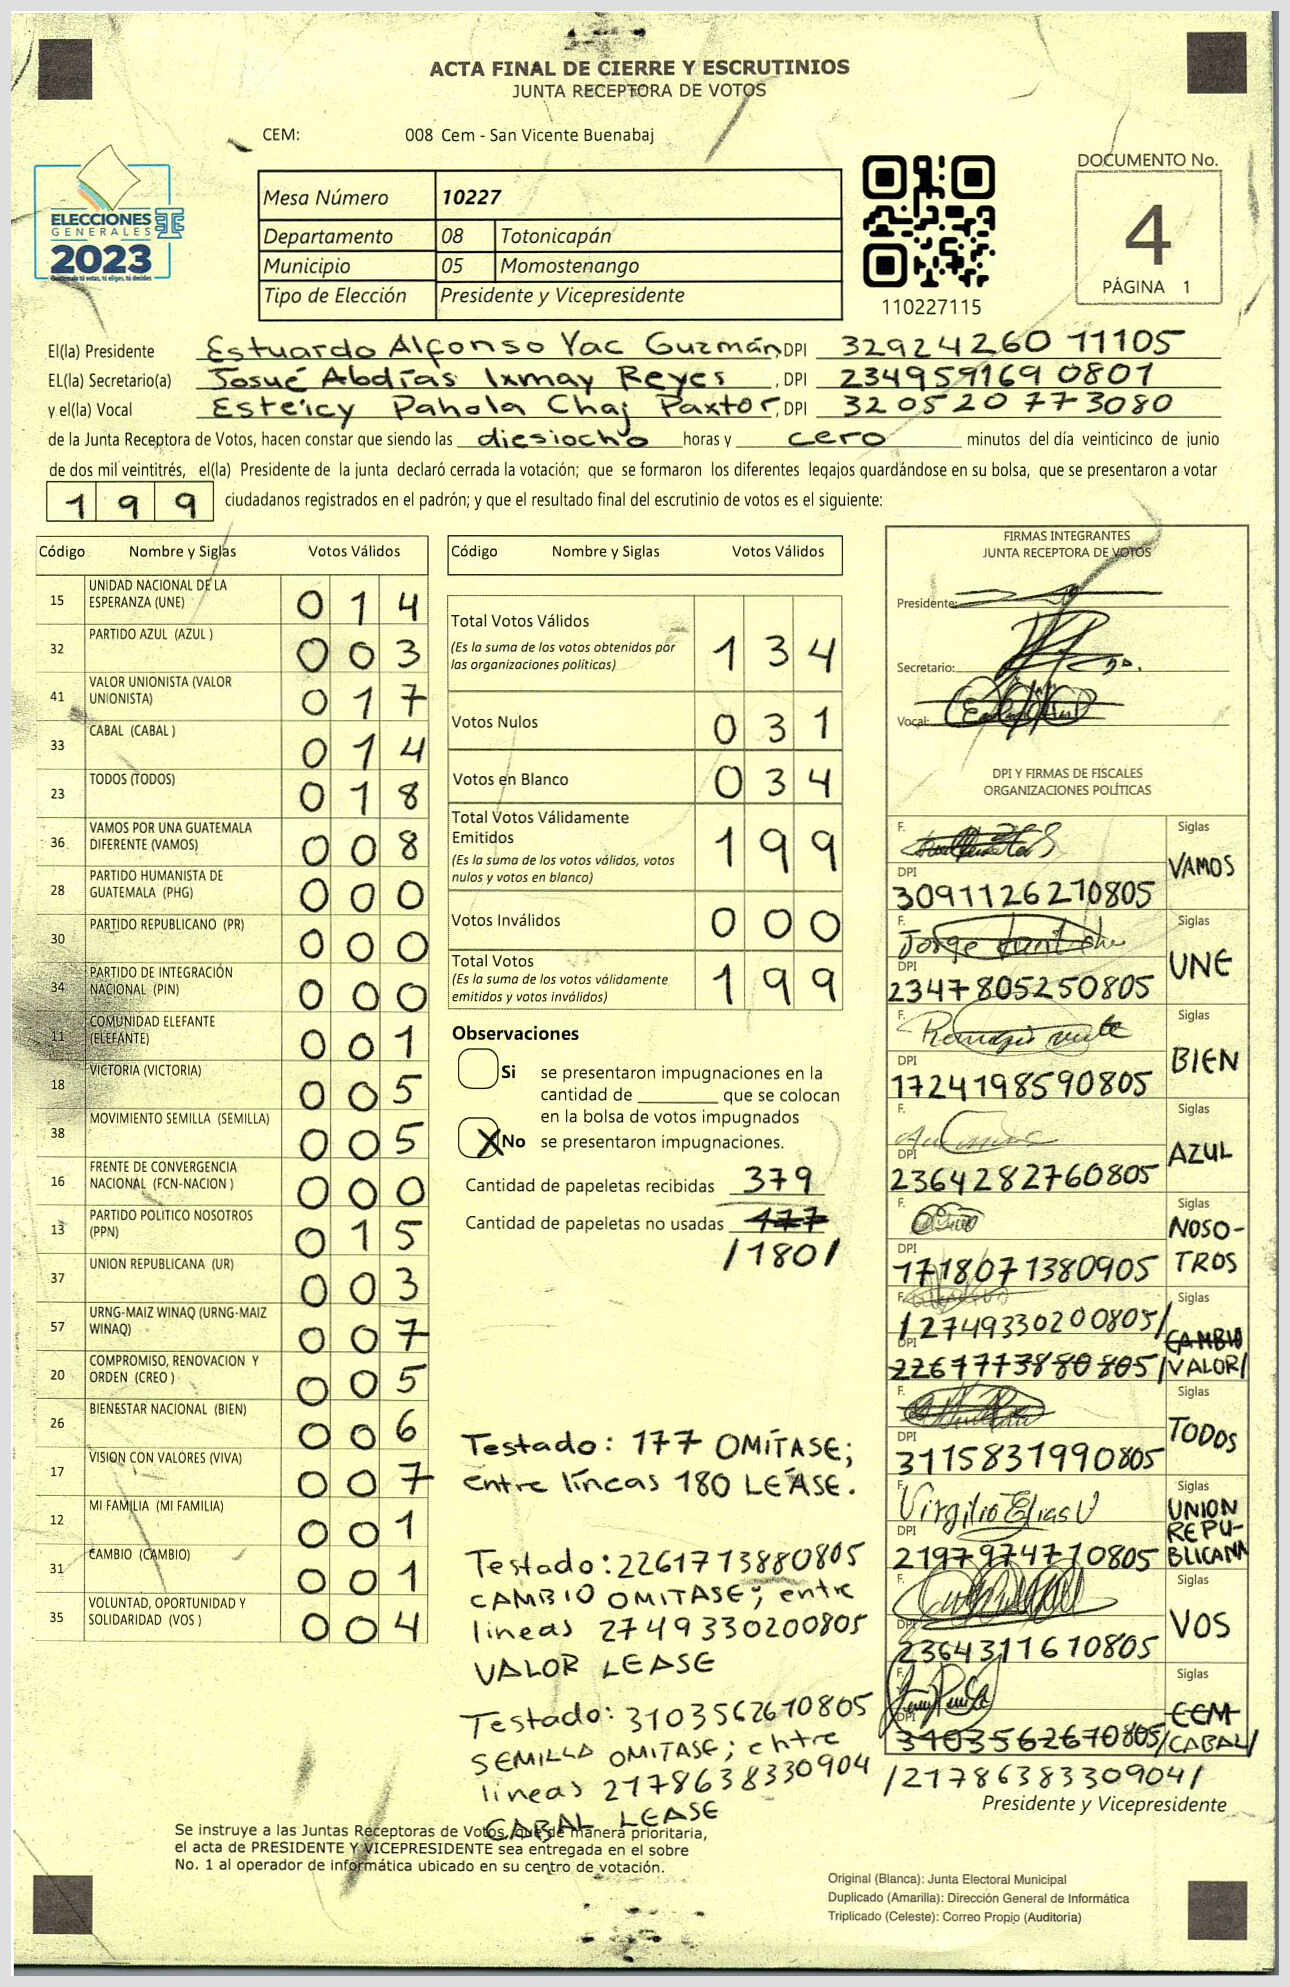 ACTA FINAL DE CIERRE Y ESCRUTINIOS
JUNTA RECEPTORA DE VOTOS
CEM: 008 Cem - San Vicente Buenabaj
ELECCIONES
GENERALES
2023
Mesa Número 10227
Departamento 08 Totonicapán
Municipio 05 Momostenango
Tipo de Elección Presidente y Vicepresidente
110227115
DOCUMENTO No.
4
PÁGINA 1
El(la) Presidente Estuardo Alfonso Yac Guzmán DPI 32924260 11105
EL(la) Secretario(a) Josué Abdías Ixmay Reyes , DPI 234959169 0801
y el(la) Vocal Esteicy Pahola Chaj Paxtor , DPI 3205207 73080
de la Junta Receptora de Votos, hacen constar que siendo las diesiocho horas y cero minutos del día veinticinco de junio
de dos mil veintitrés, el(la) Presidente de la junta declaró cerrada la votación; que se formaron los diferentes legajos guardándose en su bolsa, que se presentaron a votar
199 ciudadanos registrados en el padrón; y que el resultado final del escrutinio de votos es el siguiente:
Código Nombre y Siglas Votos Válidos
15 UNIDAD NACIONAL DE LA ESPERANZA (UNE) 0 1 4
32 PARTIDO AZUL (AZUL ) 0 0 3
41 VALOR UNIONISTA (VALOR UNIONISTA) 0 1 7
33 CABAL (CABAL ) 0 1 4
23 TODOS (TODOS) 0 1 8
36 VAMOS POR UNA GUATEMALA DIFERENTE (VAMOS) 0 0 8
28 PARTIDO HUMANISTA DE GUATEMALA (PHG) 0 0 0
30 PARTIDO REPUBLICANO (PR) 0 0 0
34 PARTIDO DE INTEGRACIÓN NACIONAL (PIN) 0 0 0
11 COMUNIDAD ELEFANTE (ELEFANTE) 0 0 1
18 VICTORIA (VICTORIA) 0 0 5
38 MOVIMIENTO SEMILLA (SEMILLA) 0 0 5
16 FRENTE DE CONVERGENCIA NACIONAL (FCN-NACION ) 0 0 0
13 PARTIDO POLITICO NOSOTROS (PPN) 0 1 5
37 UNION REPUBLICANA (UR) 0 0 3
57 URNG-MAIZ WINAQ (URNG-MAIZ WINAQ) 0 0 7
20 COMPROMISO, RENOVACION Y ORDEN (CREO ) 0 0 5
26 BIENESTAR NACIONAL (BIEN) 0 0 6
17 VISION CON VALORES (VIVA) 0 0 7
12 MI FAMILIA (MI FAMILIA) 0 0 1
31 CAMBIO (CAMBIO) 0 0 1
35 VOLUNTAD, OPORTUNIDAD Y SOLIDARIDAD (VOS ) 0 0 4
Código Nombre y Siglas Votos Válidos
Total Votos Válidos 1 3 4
(Es la suma de los votos obtenidos por
las organizaciones políticas)
Votos Nulos 0 3 1
Votos en Blanco 0 3 4
Total Votos Válidamente
Emitidos 1 9 9
(Es la suma de los votos válidos, votos
nulos y votos en blanco)
Votos Inválidos 0 0 0
Total Votos 1 9 9
(Es la suma de los votos válidamente
emitidos y votos inválidos)
Observaciones
Si se presentaron impugnaciones en la
cantidad de ________ que se colocan
en la bolsa de votos impugnados
X No se presentaron impugnaciones.
Cantidad de papeletas recibidas 379
Cantidad de papeletas no usadas 177
/180/
Testado: 177 OMÍTASE;
entre líneas 180 LEÁSE.
Testado: 2261713880805
CAMBIO OMITASE; entre
lineas 2749330200805
VALOR LEASE
Testado: 3103562610805
SEMILLA OMITASE; entre
lineas 2178638330904
CABAL LEASE
FIRMAS INTEGRANTES
JUNTA RECEPTORA DE VOTOS
Presidente:
Secretario:
Vocal:
DPI Y FIRMAS DE FISCALES
ORGANIZACIONES POLÍTICAS
F. Siglas
DPI VAMOS
3091126210805
F. Jorge Siglas
DPI UNE
2347805250805
F. Siglas
DPI BIEN
1724198590805
F. Siglas
DPI AZUL
2364282760805
F. Siglas
NOSO-
DPI TROS
1718071380905
F. Siglas
/2749330200805/
DPI CAMBIO
2267773880805 /VALOR/
F. Siglas
DPI TODOS
3115831990805
F. Virgilio Elias V Siglas
UNION
DPI REPU-
2197974710805 BLICANA
F. Siglas
DPI VOS
2364311610805
F. Siglas
DPI
3103562670805 /CABAL/
/2178638330904/
Presidente y Vicepresidente
Se instruye a las Juntas Receptoras de Votos, que de manera prioritaria,
el acta de PRESIDENTE Y VICEPRESIDENTE sea entregada en el sobre
No. 1 al operador de informática ubicado en su centro de votación.
Original (Blanca): Junta Electoral Municipal
Duplicado (Amarilla): Dirección General de Informática
Triplicado (Celeste): Correo Propio (Auditoria)